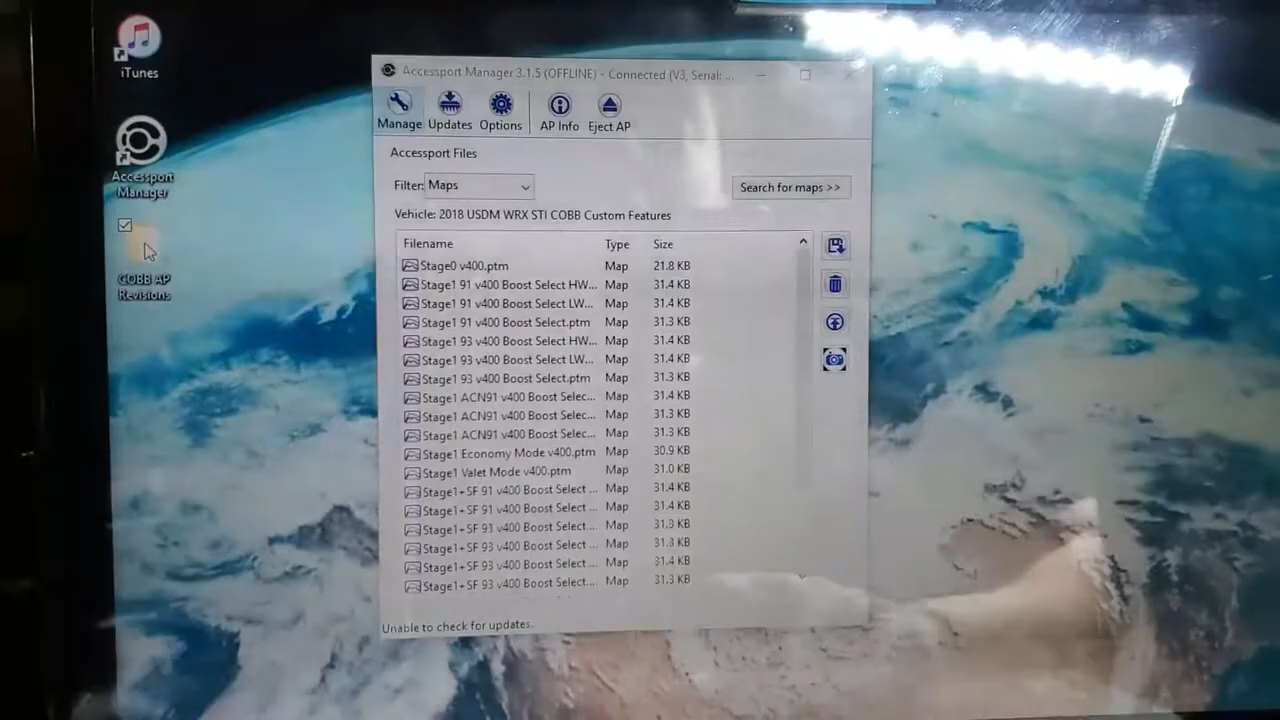 iTunes
Accessport
Manager
COBB AP
Revisions
Accessport Manager 3.1.5 (OFFLINE) - Connected (V3, Serial: ...
Manage Updates Options AP Info Eject AP
Accessport Files
Filter: Maps Search for maps >>
Vehicle: 2018 USDM WRX STI COBB Custom Features
Filename Type Size
Stage0 v400.ptm Map 21.8 KB
Stage1 91 v400 Boost Select HW... Map 31.4 KB
Stage1 91 v400 Boost Select LW... Map 31.4 KB
Stage1 91 v400 Boost Select.ptm Map 31.3 KB
Stage1 93 v400 Boost Select HW... Map 31.4 KB
Stage1 93 v400 Boost Select LW... Map 31.4 KB
Stage1 93 v400 Boost Select.ptm Map 31.3 KB
Stage1 ACN91 v400 Boost Selec... Map 31.4 KB
Stage1 ACN91 v400 Boost Selec... Map 31.3 KB
Stage1 ACN91 v400 Boost Selec... Map 31.3 KB
Stage1 Economy Mode v400.ptm Map 30.9 KB
Stage1 Valet Mode v400.ptm Map 31.0 KB
Stage1+SF 91 v400 Boost Select ... Map 31.4 KB
Stage1+SF 91 v400 Boost Select ... Map 31.4 KB
Stage1+SF 93 v400 Boost Select ... Map 31.3 KB
Stage1+SF 93 v400 Boost Select ... Map 31.3 KB
Stage1+SF 93 v400 Boost Select ... Map 31.4 KB
Stage1+SF 93 v400 Boost Select... Map 31.3 KB
Unable to check for updates.